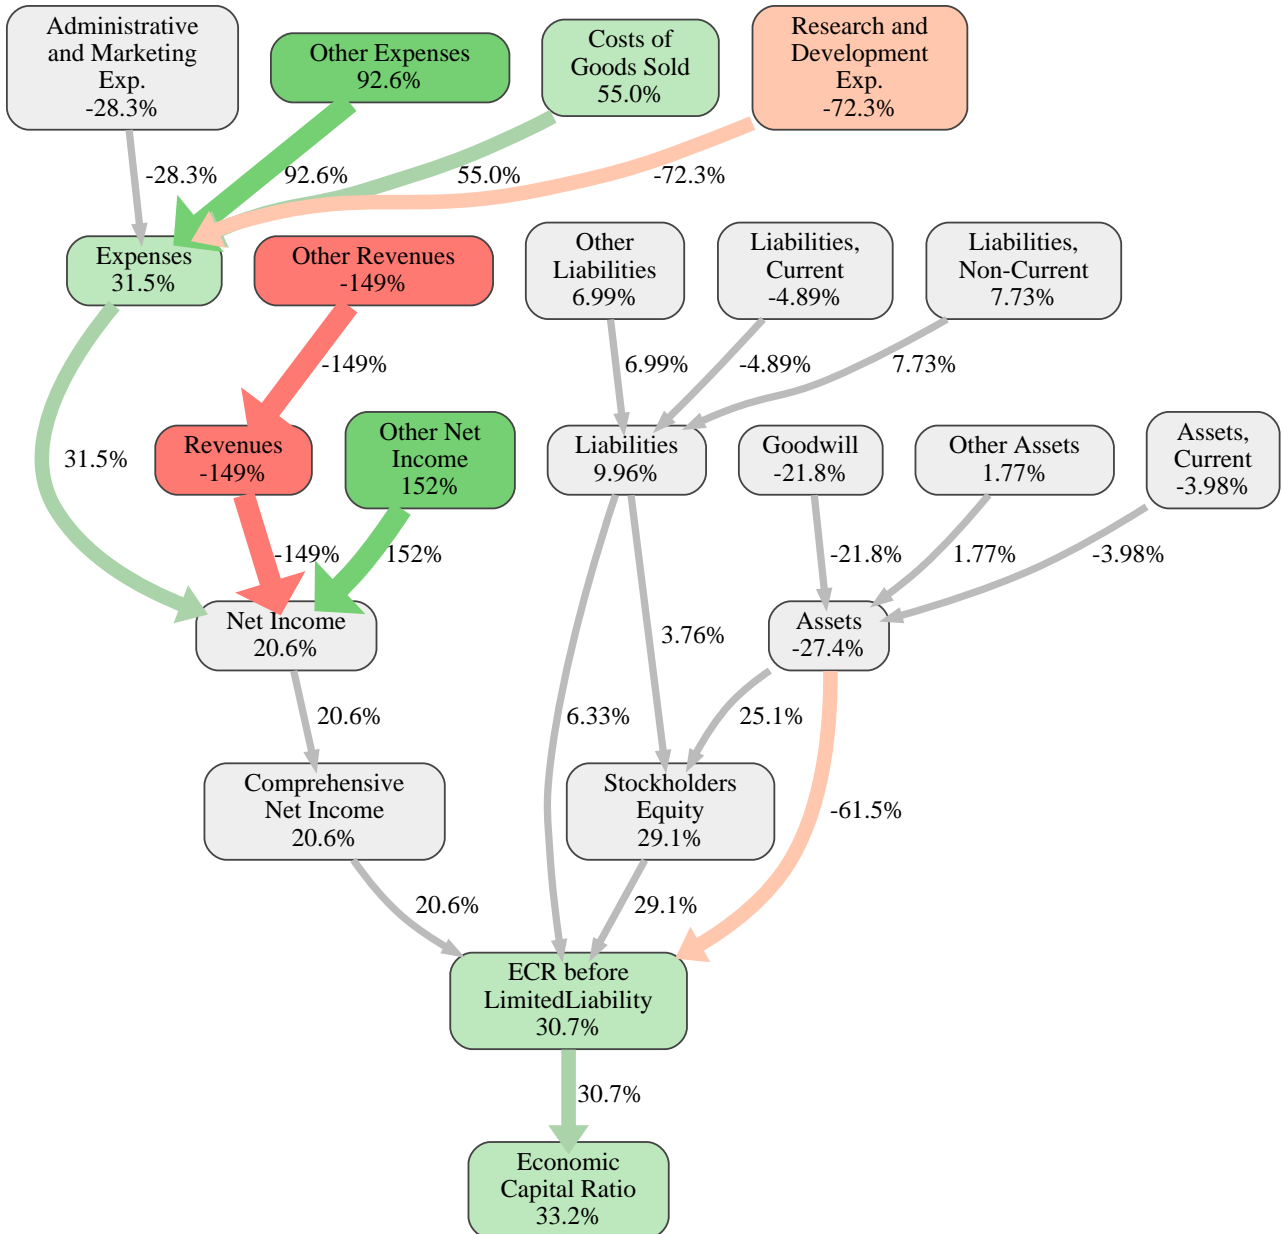 Administrative
and Marketing
Exp.
-28.3%
Other Expenses
92.6%
Costs of
Goods Sold
55.0%
Research and
Development
Exp.
-72.3%
-28.3%
92.6%
55.0%
-72.3%
Expenses
31.5%
Other Revenues
-149%
Other
Liabilities
6.99%
Liabilities,
Current
-4.89%
Liabilities,
Non-Current
7.73%
-149%
6.99%
-4.89%
7.73%
31.5%
Revenues
-149%
Other Net
Income
152%
Liabilities
9.96%
Goodwill
-21.8%
Other Assets
1.77%
Assets,
Current
-3.98%
-149%
152%
-21.8%
1.77%
-3.98%
Net Income
20.6%
3.76%
Assets
-27.4%
20.6%
6.33%
25.1%
Comprehensive
Net Income
20.6%
Stockholders
Equity
29.1%
-61.5%
20.6%
29.1%
ECR before
LimitedLiability
30.7%
30.7%
Economic
Capital Ratio
33.2%